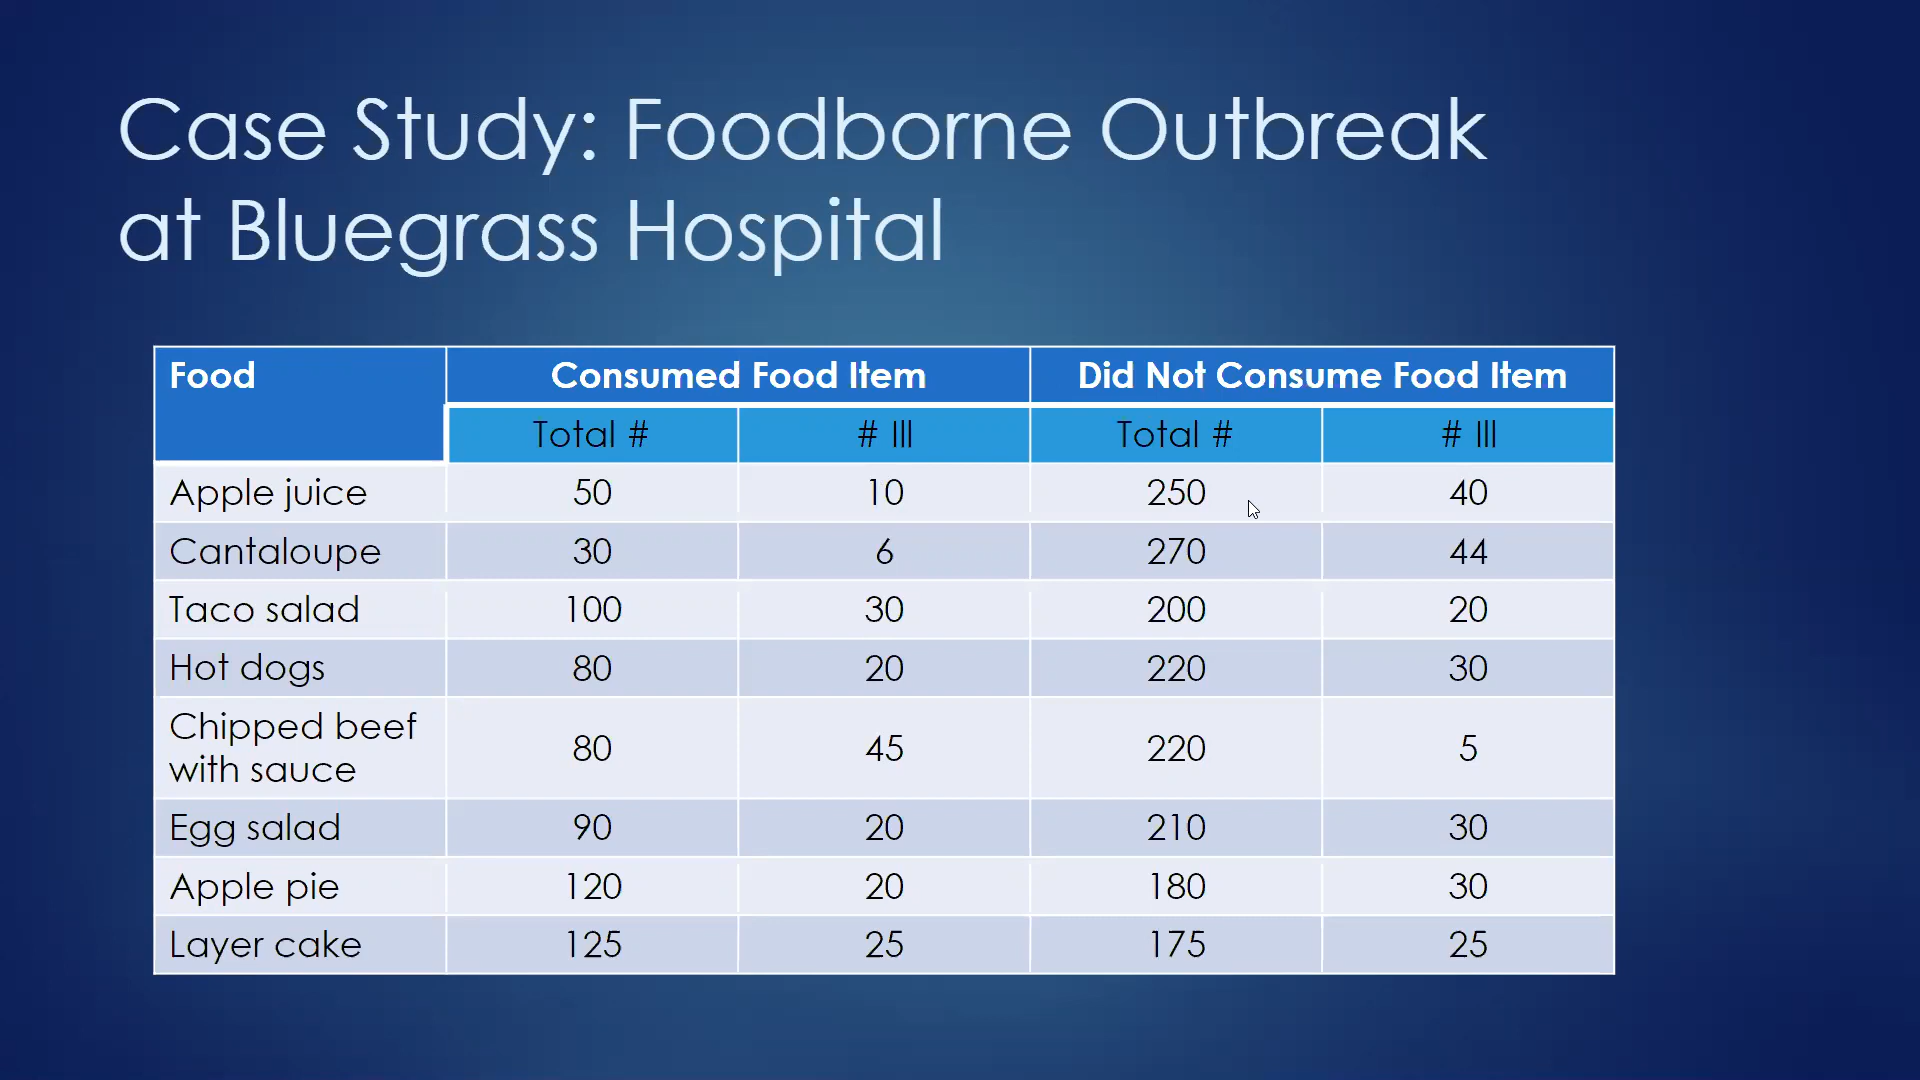 Case Study: Foodborne Outbreak
at Bluegrass Hospital
Food Consumed Food Item Did Not Consume Food Item
Total # # Ill Total # # Ill
Apple juice 50 10 250 40
Cantaloupe 30 6 270 44
Taco salad 100 30 200 20
Hot dogs 80 20 220 30
Chipped beef
with sauce 80 45 220 5
Egg salad 90 20 210 30
Apple pie 120 20 180 30
Layer cake 125 25 175 25